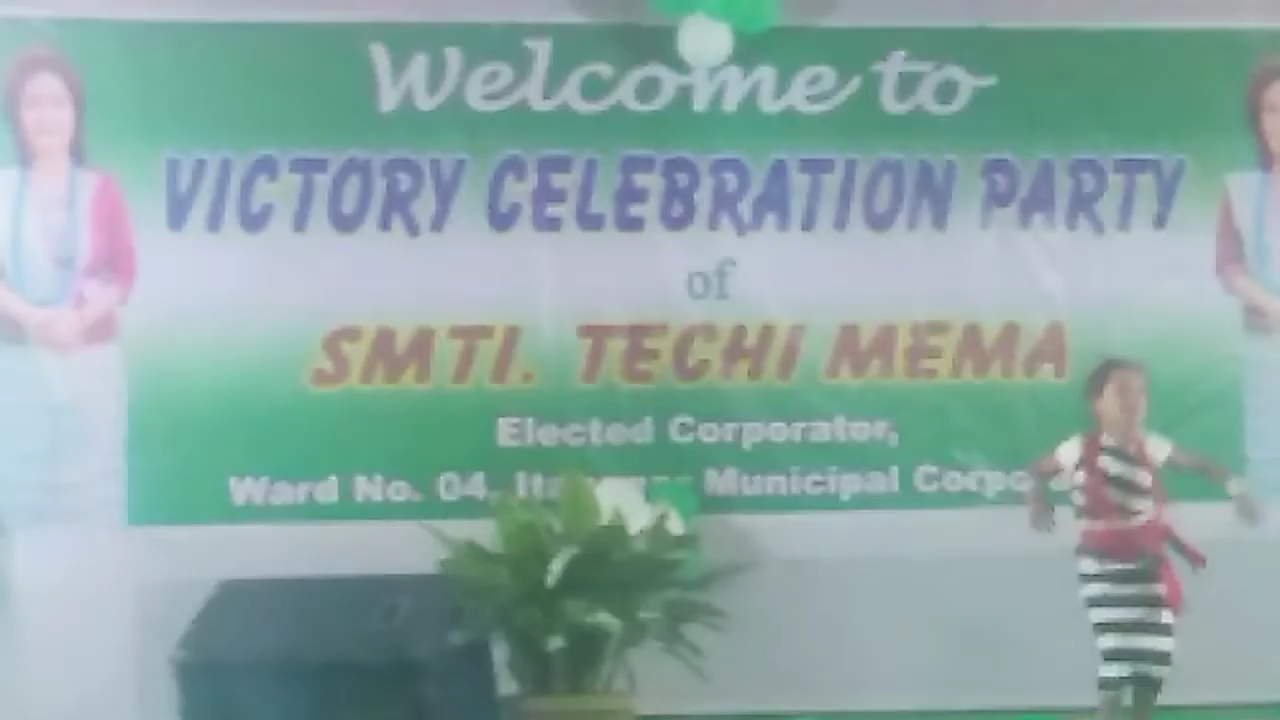 Welcome to
VICTORY CELEBRATION PARTY
of
SMTI. TECHI MEMA
Elected Corporator,
Ward No. 04, Municipal